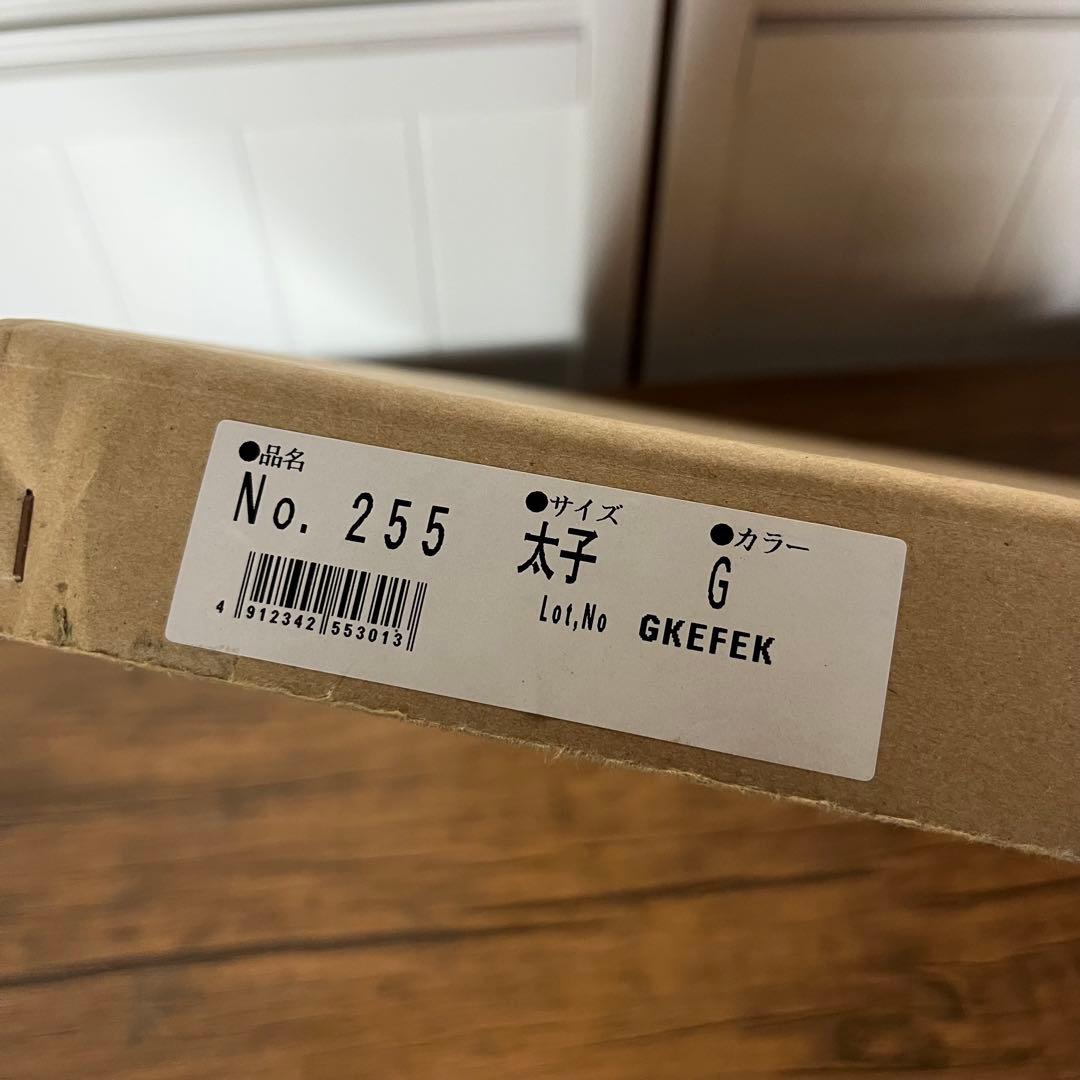 ●品名
No. 255
4 912342 553013
●サイズ
太子
●カラー
G
Lot,No GKEFEK